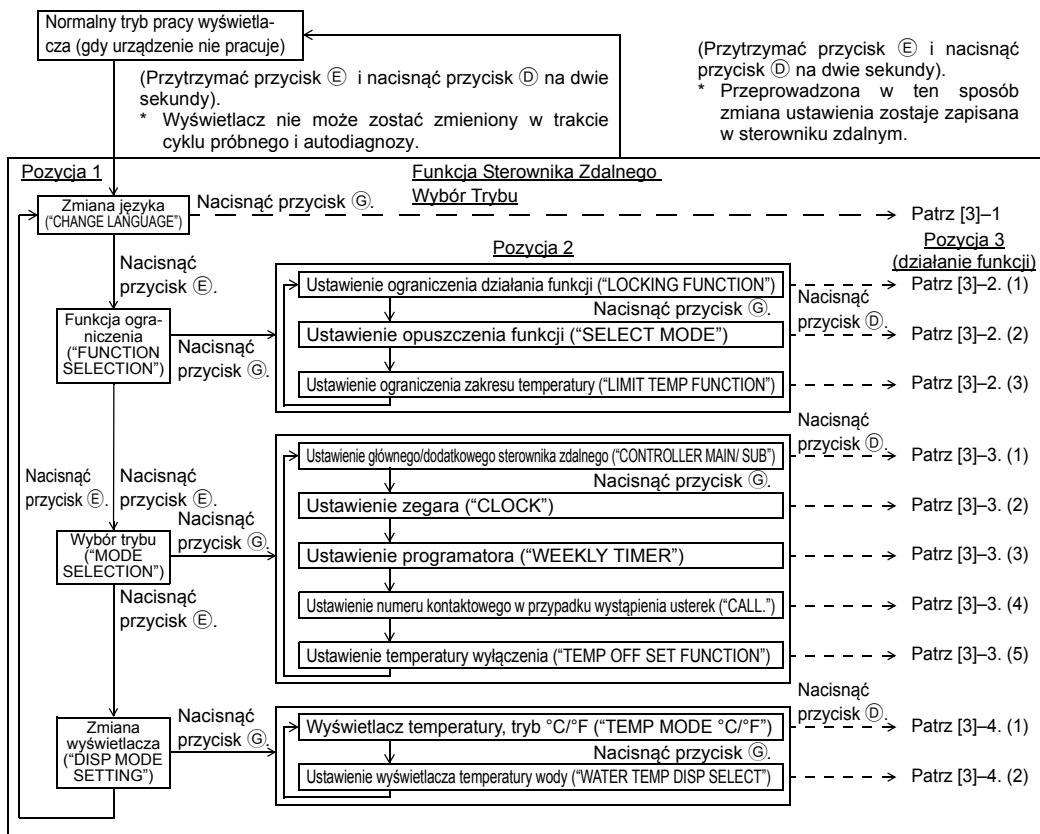 Normalny tryb pracy wyświetla-
cza (gdy urządzenie nie pracuje)
(Przytrzymać przycisk Ⓔ i nacisnąć przycisk Ⓓ na dwie
sekundy).
* Wyświetlacz nie może zostać zmieniony w trakcie
cyklu próbnego i autodiagnozy.
(Przytrzymać przycisk Ⓔ i nacisnąć
przycisk Ⓓ na dwie sekundy).
* Przeprowadzona w ten sposób
zmiana ustawienia zostaje zapisana
w sterowniku zdalnym.
Pozycja 1
Funkcja Sterownika Zdalnego
Wybór Trybu
Zmiana języka
(“CHANGE LANGUAGE”)
Nacisnąć przycisk Ⓖ.
Patrz [3]–1
Pozycja 2
Pozycja 3
(działanie funkcji)
Nacisnąć
przycisk Ⓔ.
Funkcja ogra-
niczenia
(“FUNCTION
SELECTION”)
Nacisnąć
przycisk Ⓖ.
Ustawienie ograniczenia działania funkcji (“LOCKING FUNCTION”)
Nacisnąć przycisk Ⓖ.
Ustawienie opuszczenia funkcji (“SELECT MODE”)
Ustawienie ograniczenia zakresu temperatury (“LIMIT TEMP FUNCTION”)
Nacisnąć
przycisk Ⓓ.
Patrz [3]–2. (1)
Patrz [3]–2. (2)
Patrz [3]–2. (3)
Nacisnąć
przycisk Ⓔ.
Nacisnąć
przycisk Ⓔ.
Wybór trybu
(“MODE
SELECTION”)
Nacisnąć
przycisk Ⓖ.
Ustawienie głównego/dodatkowego sterownika zdalnego (“CONTROLLER MAIN/ SUB”)
Nacisnąć przycisk Ⓖ.
Ustawienie zegara (“CLOCK”)
Ustawienie programatora (“WEEKLY TIMER”)
Ustawienie numeru kontaktowego w przypadku wystąpienia usterek (“CALL.”)
Ustawienie temperatury wyłączenia (“TEMP OFF SET FUNCTION”)
Nacisnąć
przycisk Ⓓ.
Patrz [3]–3. (1)
Patrz [3]–3. (2)
Patrz [3]–3. (3)
Patrz [3]–3. (4)
Patrz [3]–3. (5)
Nacisnąć
przycisk Ⓔ.
Zmiana
wyświetlacza
(“DISP MODE
SETTING”)
Nacisnąć
przycisk Ⓖ.
Wyświetlacz temperatury, tryb °C/°F (“TEMP MODE °C/°F”)
Nacisnąć przycisk Ⓖ.
Ustawienie wyświetlacza temperatury wody (“WATER TEMP DISP SELECT”)
Nacisnąć
przycisk Ⓓ.
Patrz [3]–4. (1)
Patrz [3]–4. (2)